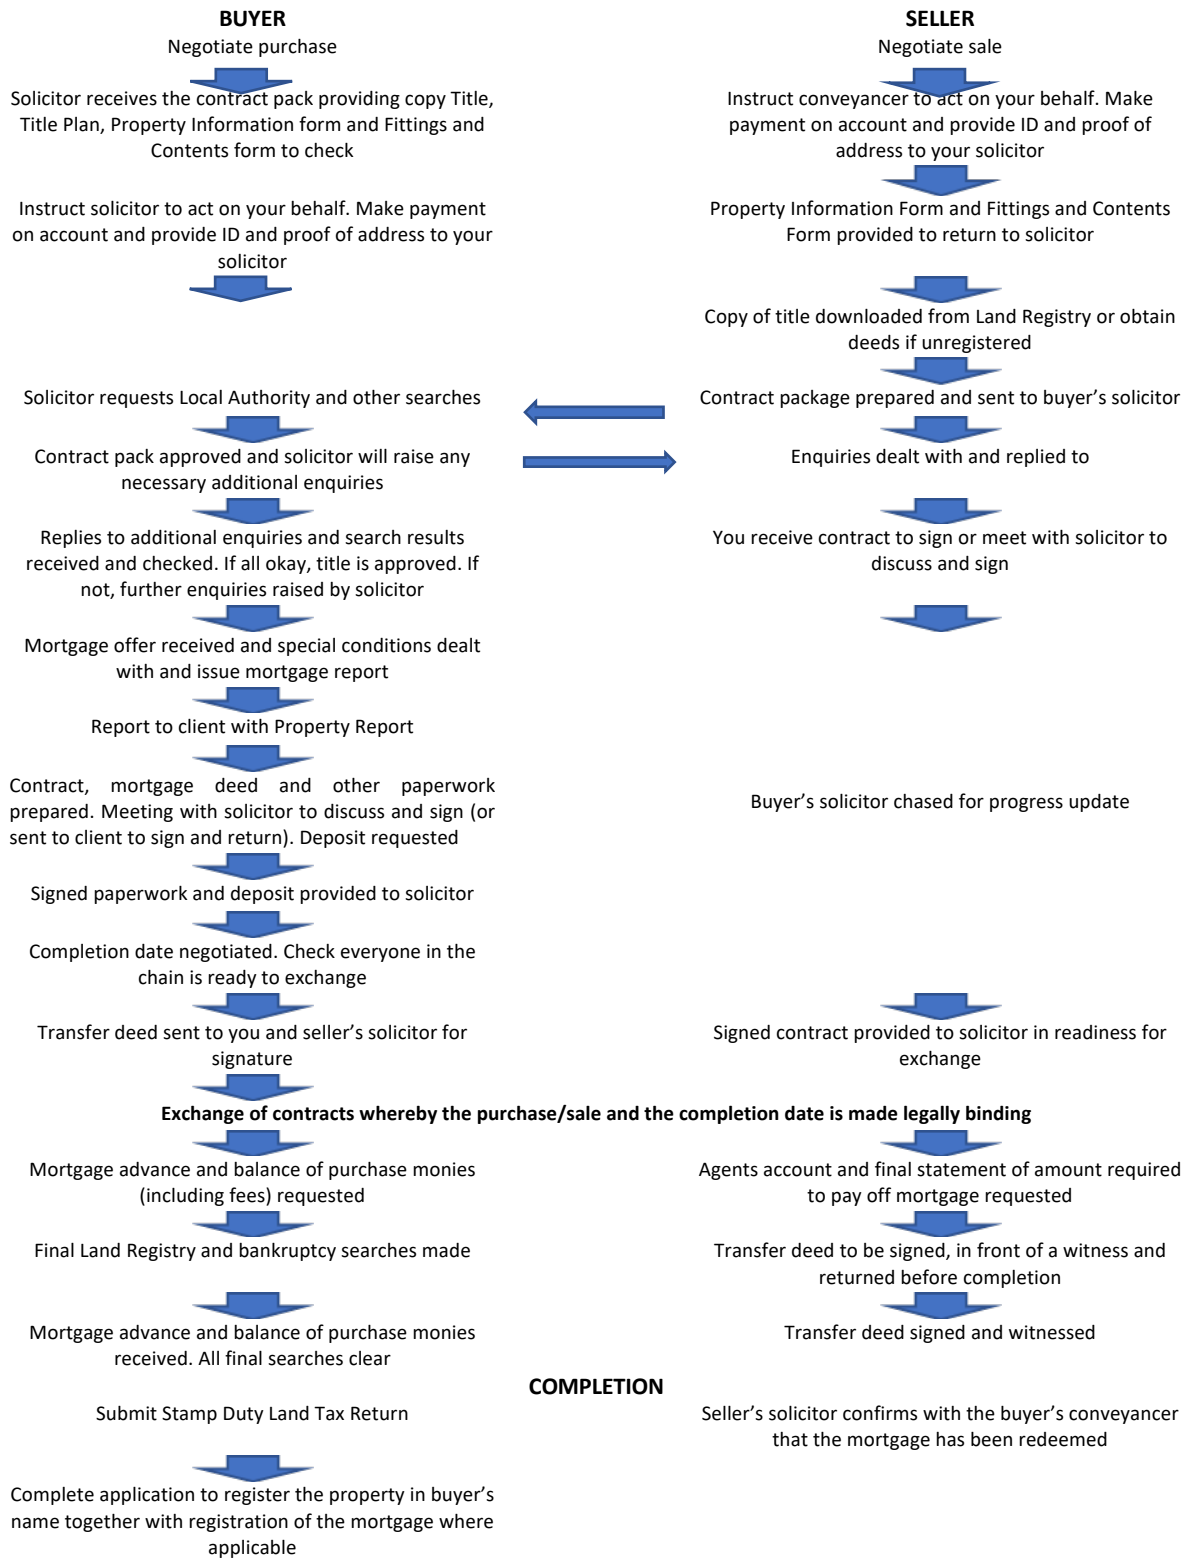 BUYER
Negotiate purchase
Solicitor receives the contract pack providing copy Title,
Title Plan, Property Information form and Fittings and
Contents form to check
Instruct solicitor to act on your behalf. Make payment
on account and provide ID and proof of address to your
solicitor
Solicitor requests Local Authority and other searches
Contract pack approved and solicitor will raise any
necessary additional enquiries
Replies to additional enquiries and search results
received and checked. If all okay, title is approved. If
not, further enquiries raised by solicitor
Mortgage offer received and special conditions dealt
with and issue mortgage report
Report to client with Property Report
Contract, mortgage deed and other paperwork
prepared. Meeting with solicitor to discuss and sign (or
sent to client to sign and return). Deposit requested
Signed paperwork and deposit provided to solicitor
Completion date negotiated. Check everyone in the
chain is ready to exchange
Transfer deed sent to you and seller’s solicitor for
signature
SELLER
Negotiate sale
Instruct conveyancer to act on your behalf. Make
payment on account and provide ID and proof of
address to your solicitor
Property Information Form and Fittings and Contents
Form provided to return to solicitor
Copy of title downloaded from Land Registry or obtain
deeds if unregistered
Contract package prepared and sent to buyer’s solicitor
Enquiries dealt with and replied to
You receive contract to sign or meet with solicitor to
discuss and sign
Buyer’s solicitor chased for progress update
Signed contract provided to solicitor in readiness for
exchange
Exchange of contracts whereby the purchase/sale and the completion date is made legally binding
Mortgage advance and balance of purchase monies
(including fees) requested
Final Land Registry and bankruptcy searches made
Mortgage advance and balance of purchase monies
received. All final searches clear
Agents account and final statement of amount required
to pay off mortgage requested
Transfer deed to be signed, in front of a witness and
returned before completion
Transfer deed signed and witnessed
COMPLETION
Submit Stamp Duty Land Tax Return
Complete application to register the property in buyer’s
name together with registration of the mortgage where
applicable
Seller’s solicitor confirms with the buyer’s conveyancer
that the mortgage has been redeemed